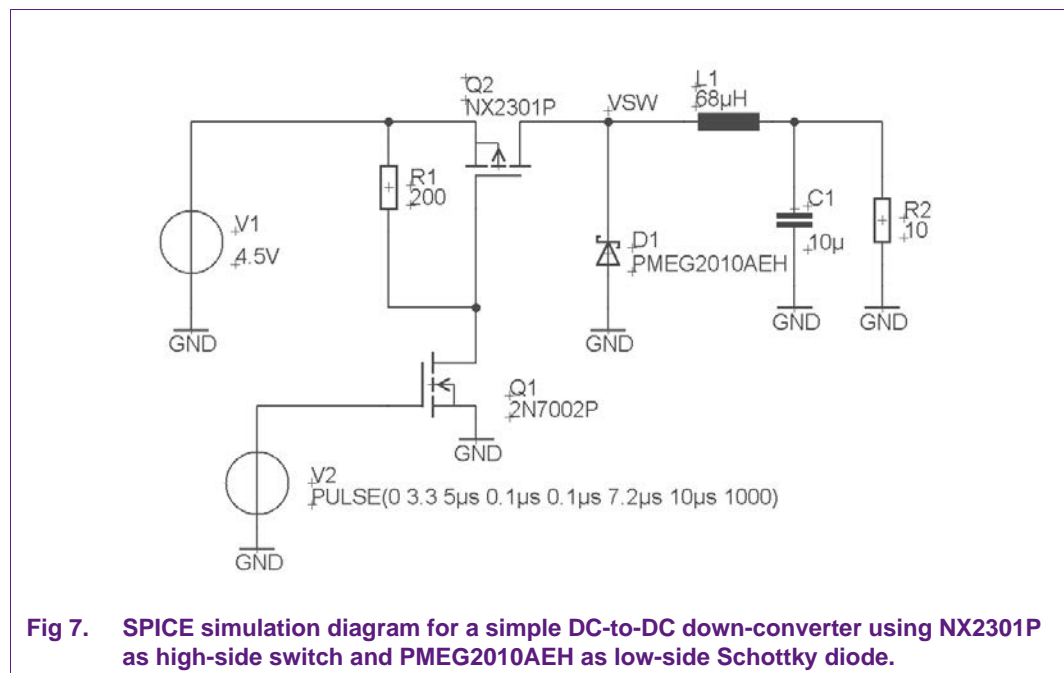 Q2
NX2301P
VSW
L1
68µH
R1
200
V1
4.5V
C1
10µ
R2
10
D1
PMEG2010AEH
GND
GND
GND
GND
Q1
2N7002P
GND
V2
PULSE(0 3.3 5µs 0.1µs 0.1µs 7.2µs 10µs 1000)
GND
Fig 7. SPICE simulation diagram for a simple DC-to-DC down-converter using NX2301P
as high-side switch and PMEG2010AEH as low-side Schottky diode.